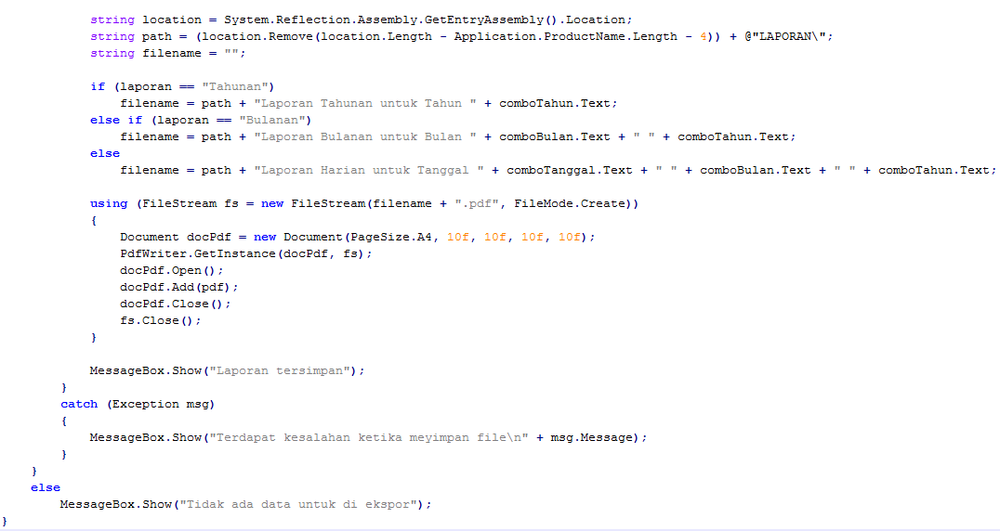 string location = System.Reflection.Assembly.GetEntryAssembly().Location;
string path = (location.Remove(location.Length - Application.ProductName.Length - 4)) + @"LAPORAN\";
string filename = "";

if (laporan == "Tahunan")
    filename = path + "Laporan Tahunan untuk Tahun " + comboTahun.Text;
else if (laporan == "Bulanan")
    filename = path + "Laporan Bulanan untuk Bulan " + comboBulan.Text + " " + comboTahun.Text;
else
    filename = path + "Laporan Harian untuk Tanggal " + comboTanggal.Text + " " + comboBulan.Text + " " + comboTahun.Text;

using (FileStream fs = new FileStream(filename + ".pdf", FileMode.Create))
{
    Document docPdf = new Document(PageSize.A4, 10f, 10f, 10f, 10f);
    PdfWriter.GetInstance(docPdf, fs);
    docPdf.Open();
    docPdf.Add(pdf);
    docPdf.Close();
    fs.Close();
}

MessageBox.Show("Laporan tersimpan");
}
catch (Exception msg)
{
    MessageBox.Show("Terdapat kesalahan ketika meyimpan file\n" + msg.Message);
}
}
else
    MessageBox.Show("Tidak ada data untuk di ekspor");
}